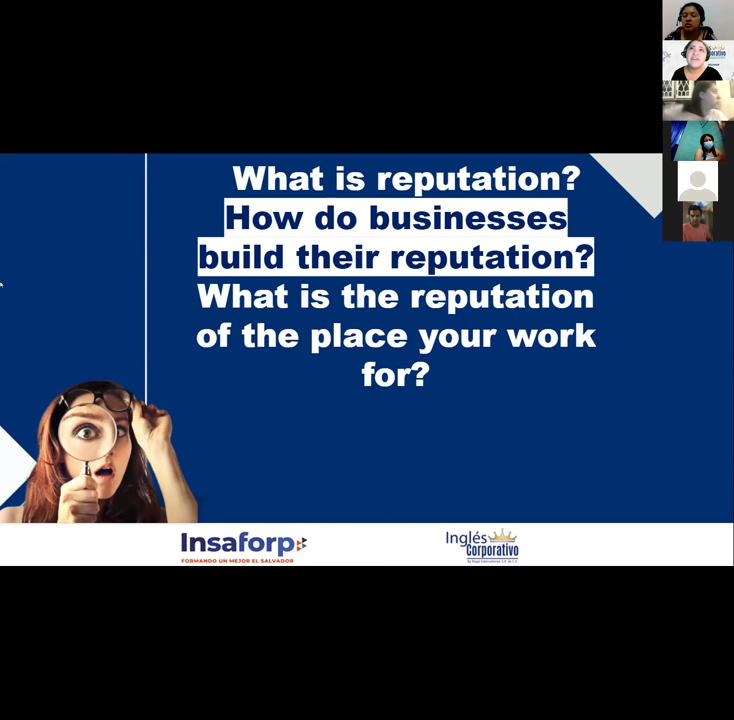 What is reputation?
How do businesses
build their reputation?
What is the reputation
of the place your work
for?
Insaforp
FORMANDO UN MEJOR EL SALVADOR
Inglés
Corporativo